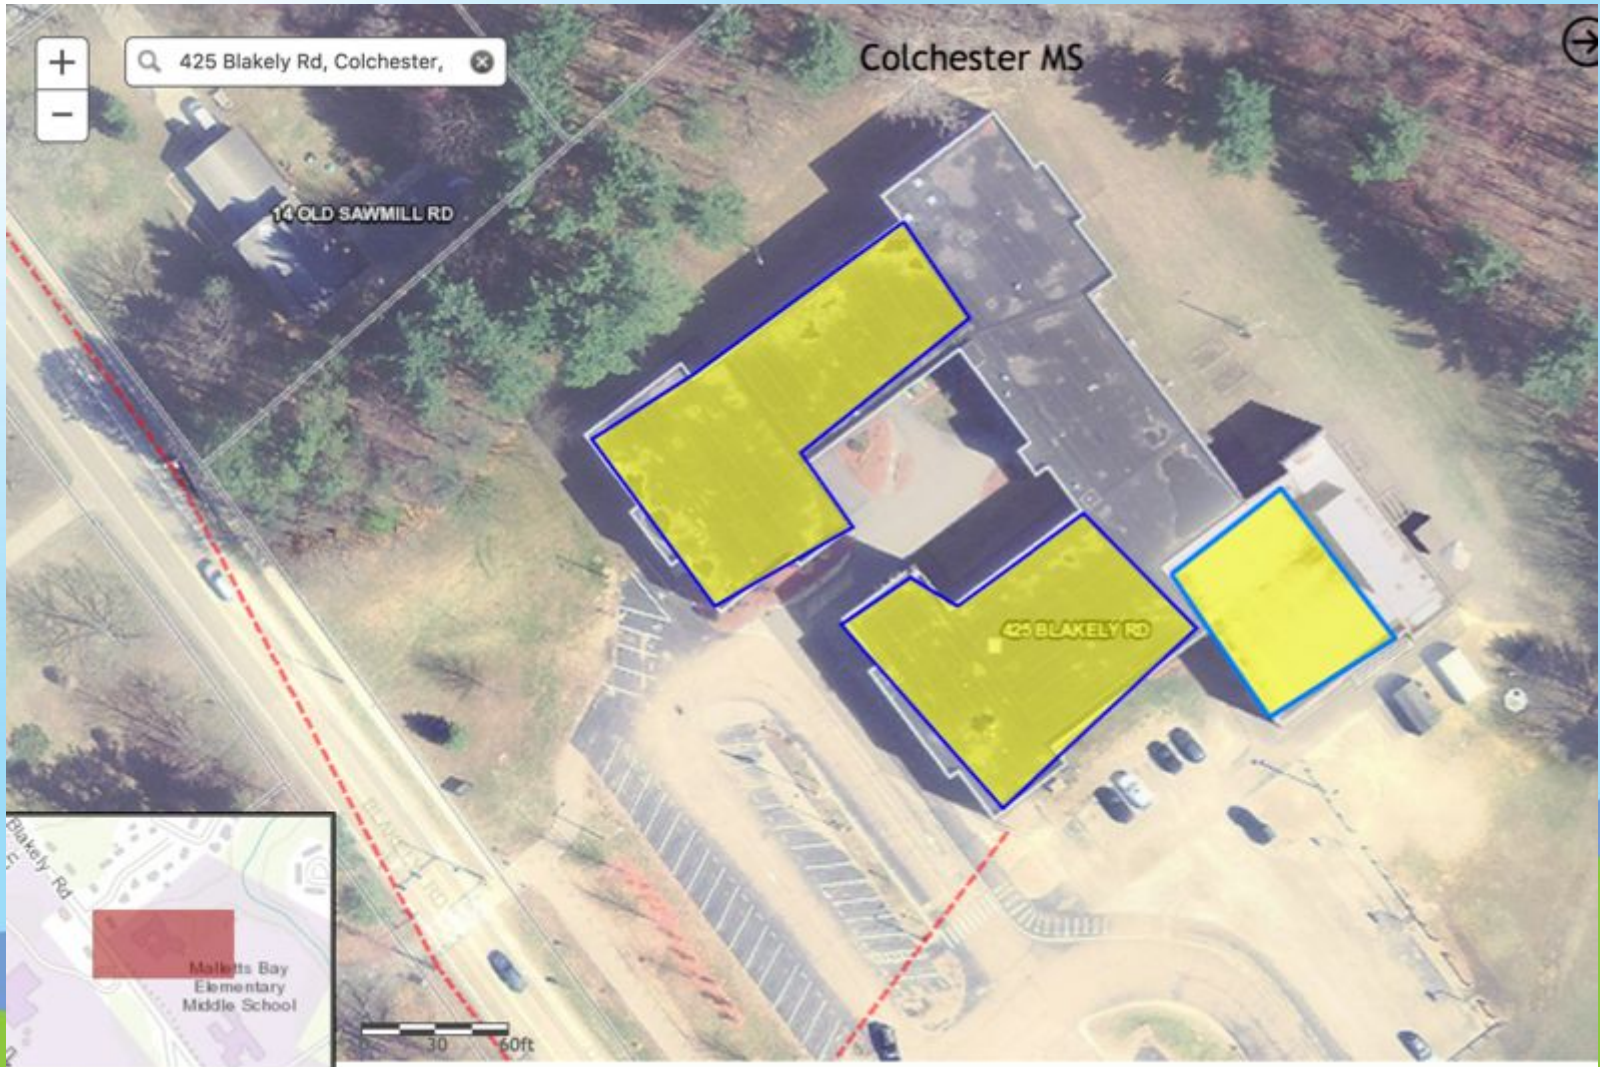 +
425 Blakely Rd, Colchester,
Colchester MS
−
14 OLD SAWMILL RD
425 BLAKELY RD
Blakely Rd
Malletts Bay
Elementary
Middle School
30
60ft